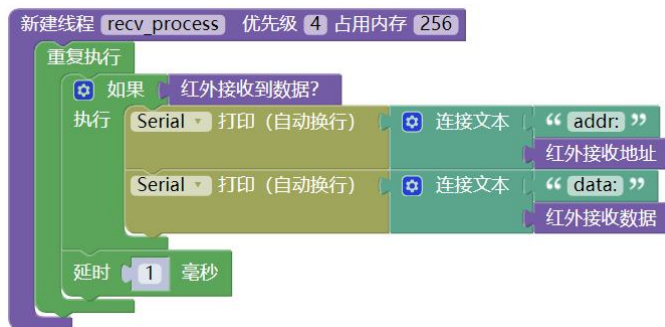 新建线程 recv_process 优先级 4 占用内存 256
重复执行
如果 红外接收到数据?
执行 Serial 打印（自动换行） 连接文本 “ addr: ”
红外接收地址
Serial 打印（自动换行） 连接文本 “ data: ”
红外接收数据
延时 1 毫秒